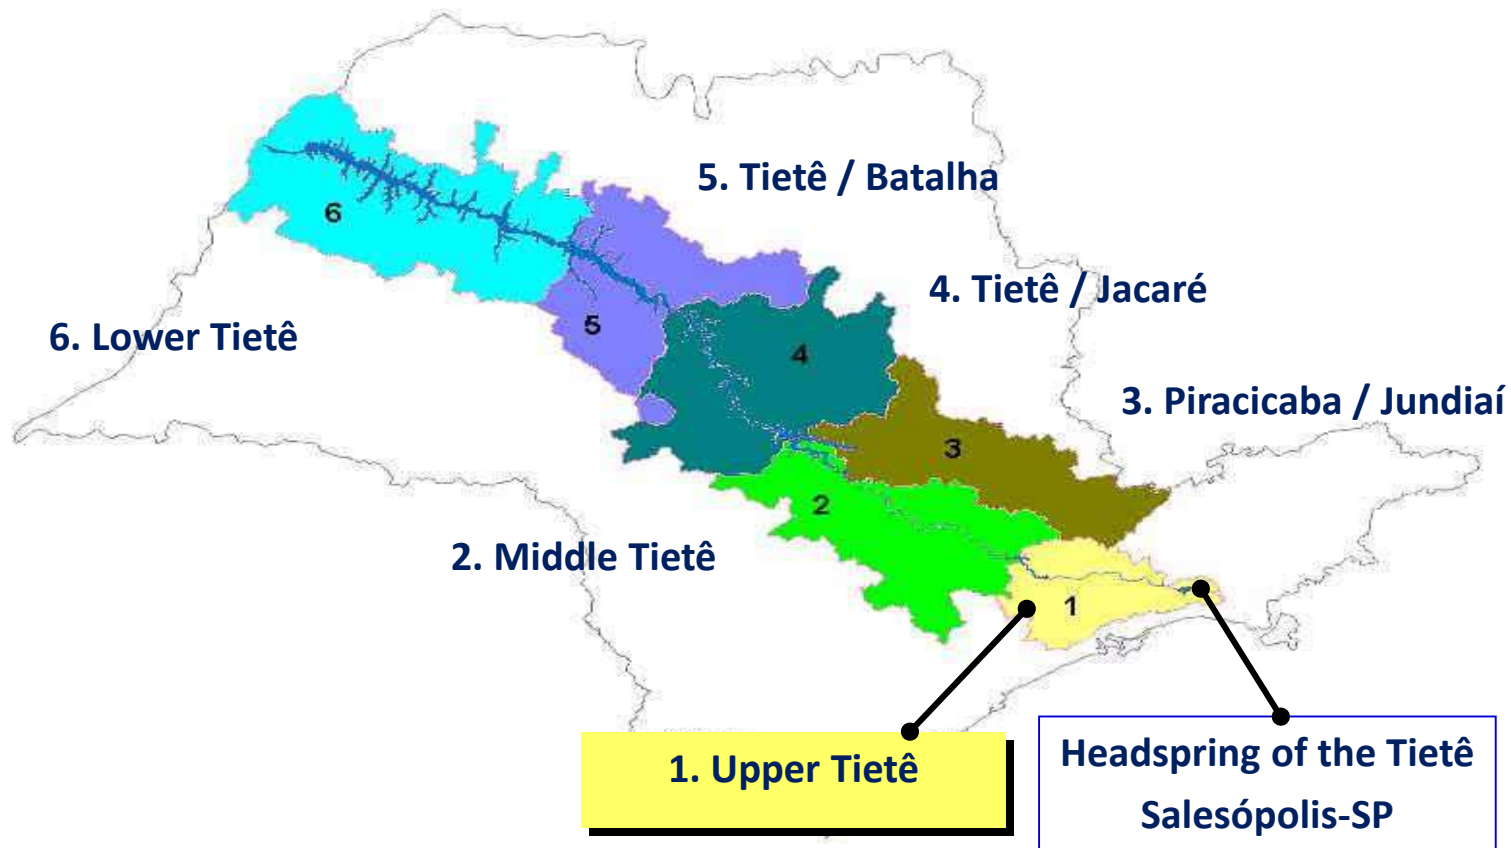 5. Tietê / Batalha
6
4. Tietê / Jacaré
5
6. Lower Tietê
4
3. Piracicaba / Jundiaí
3
2
2. Middle Tietê
1
1. Upper Tietê
Headspring of the Tietê
Salesópolis-SP